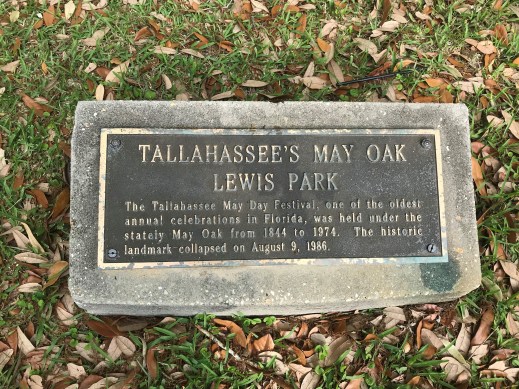 TALLAHASSEE'S MAY OAK
LEWIS PARK
The Tallahassee May Day Festival, one of the oldest
annual celebrations in Florida, was held under the
stately May Oak from 1844 to 1974. The historic
landmark collapsed on August 9, 1986.